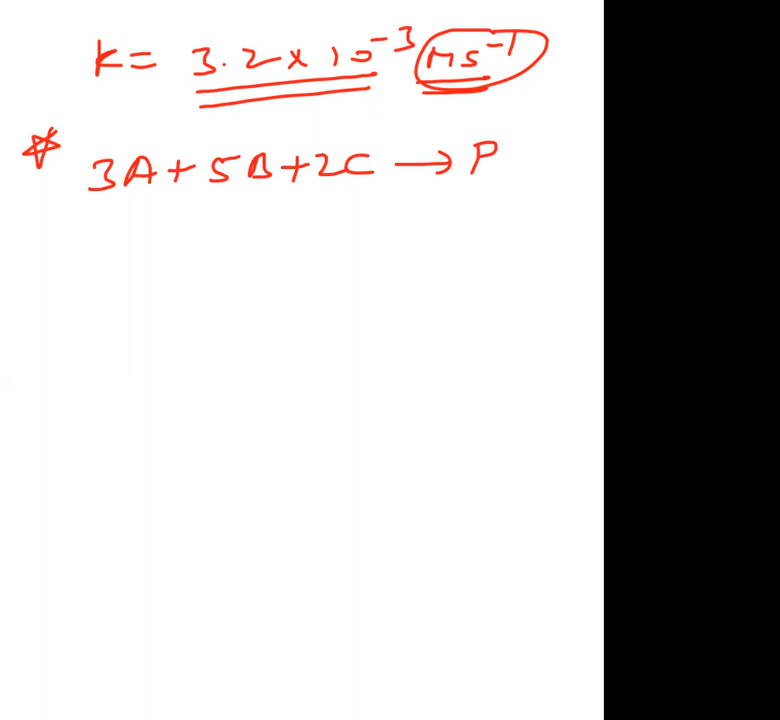 K = 3.2 × 10⁻³ Ms⁻¹
☆ 3A + 5B + 2C → P